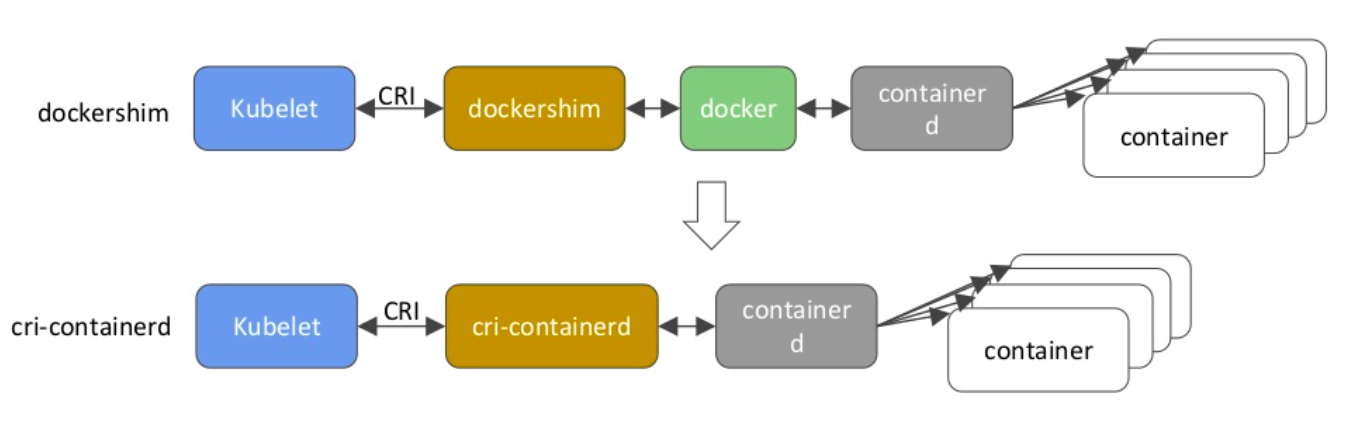 dockershim
Kubelet
CRI
dockershim
docker
container
d
container
cri-containerd
Kubelet
CRI
cri-containerd
container
d
container